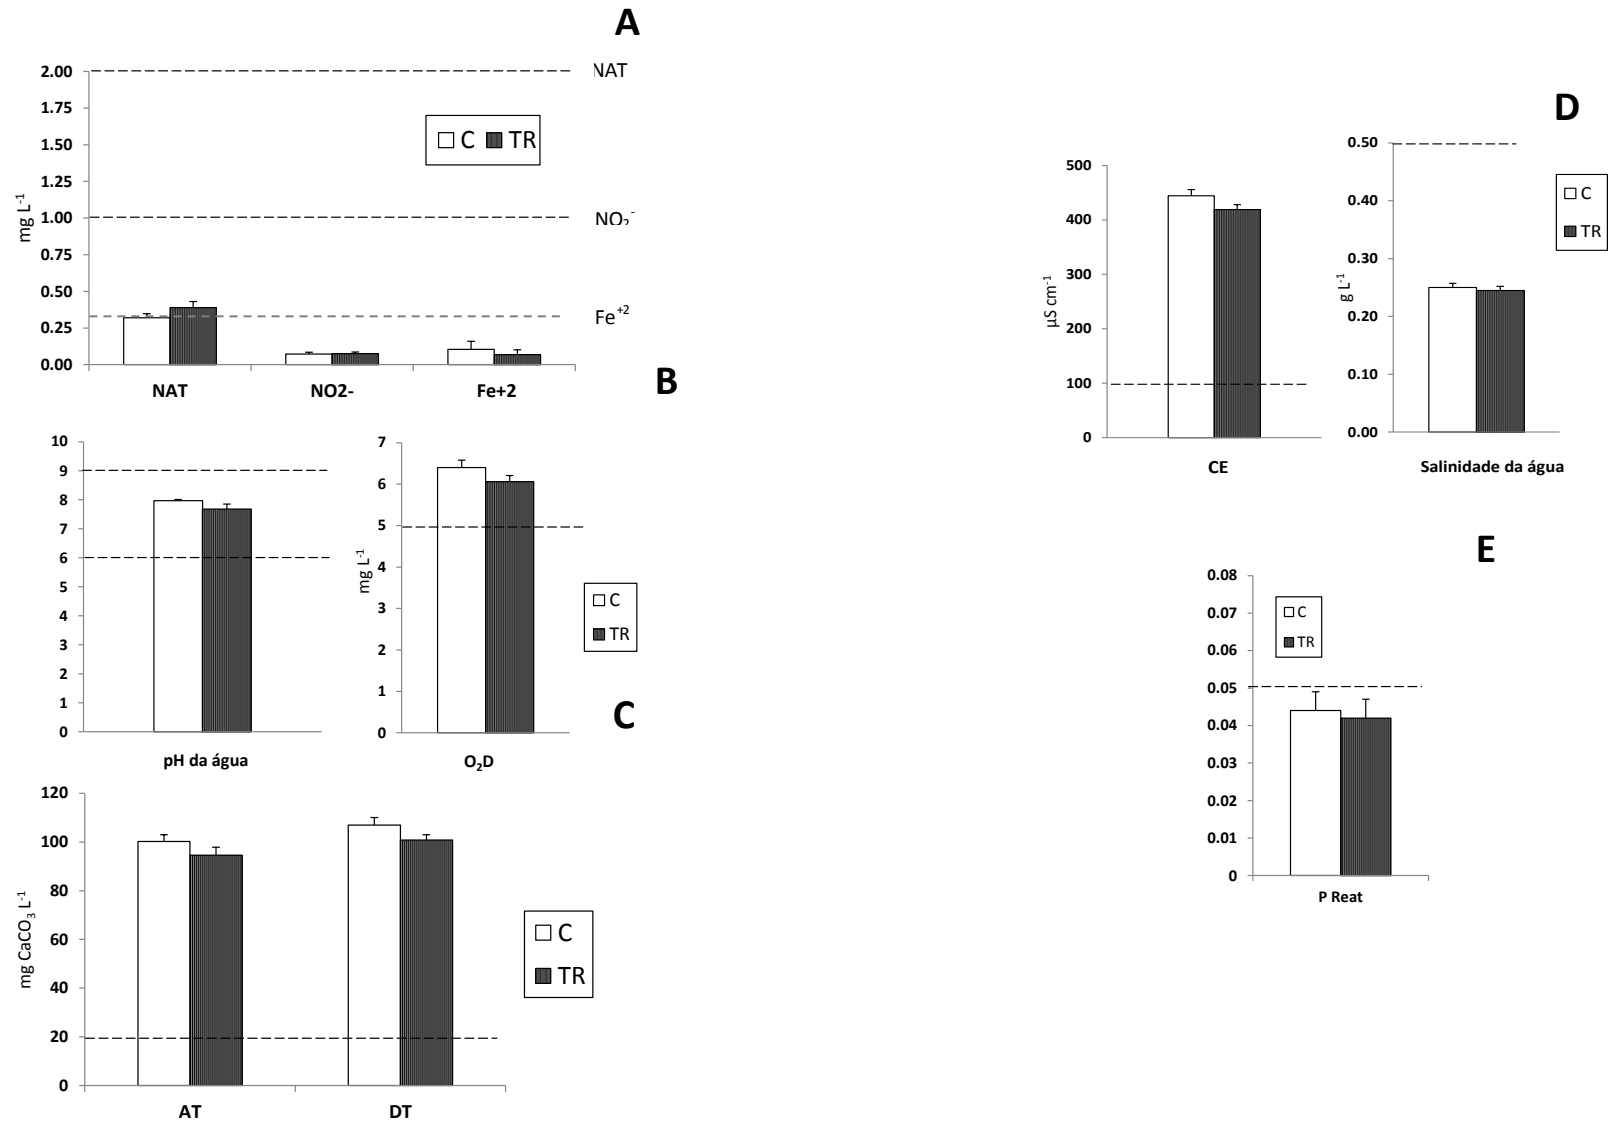 A
2.00
1.75
1.50
1.25
1.00
0.75
0.50
0.25
0.00
mg L-1
NAT
NO2-
Fe+2
C TR
NAT NO2- Fe+2
B
10
9
8
7
6
5
4
3
2
1
0
pH da água
7
6
5
4
3
2
1
0
mg L-1
O2D
C
TR
C
120
100
80
60
40
20
0
mg CaCO3 L-1
AT DT
C
TR
D
500
400
300
200
100
0
µS cm-1
CE
0.50
0.40
0.30
0.20
0.10
0.00
g L-1
Salinidade da água
C
TR
E
0.08
0.07
0.06
0.05
0.04
0.03
0.02
0.01
0
C
TR
P Reat